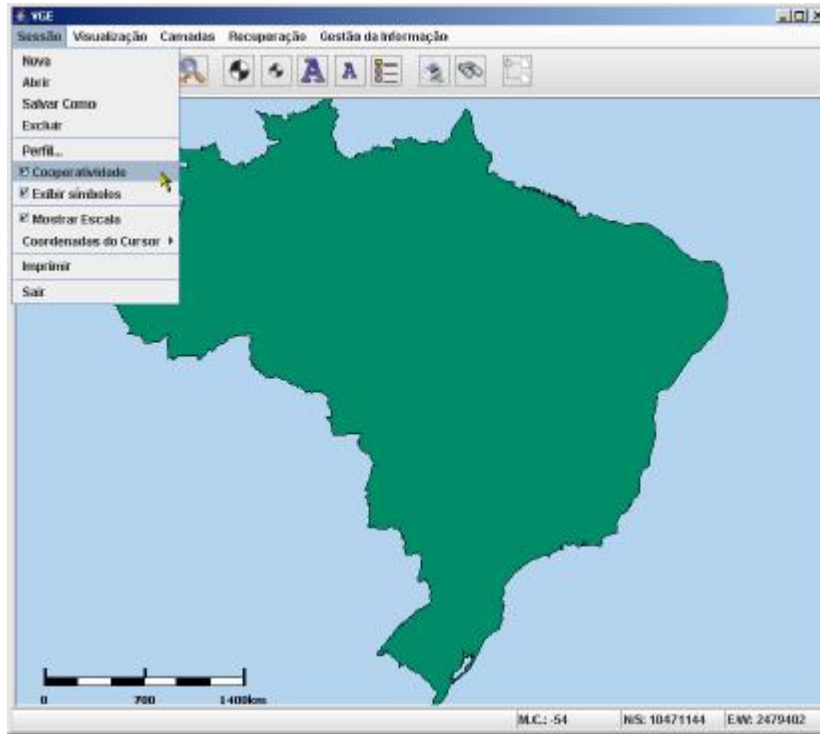 VGE
Sessão Visualização Camadas Recuperação Gestão da Informação
Nova
Abrir
Salvar Como
Excluir
Perfil...
Cooperatividade
Exibir símbolos
Mostrar Escala
Coordenadas do Cursor
Imprimir
Sair
A A
0 700 1400km
M.C.: -54 N/S: 10471144 E/W: 2479402